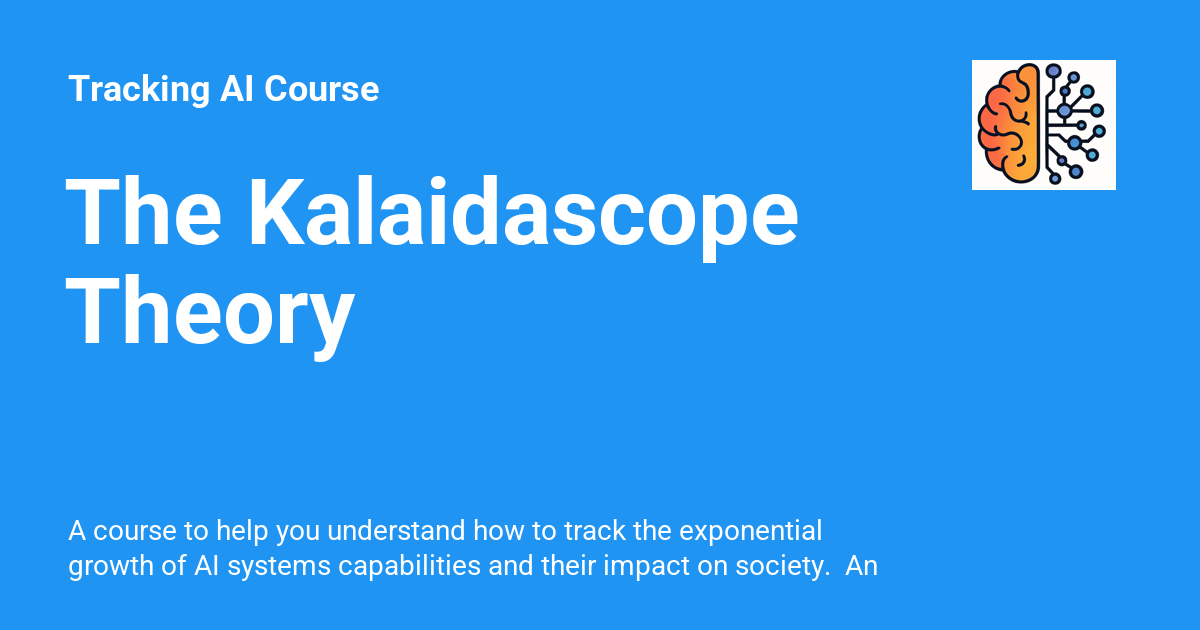 Tracking AI Course
The Kalaidascope
Theory
A course to help you understand how to track the exponential
growth of AI systems capabilities and their impact on society.  An